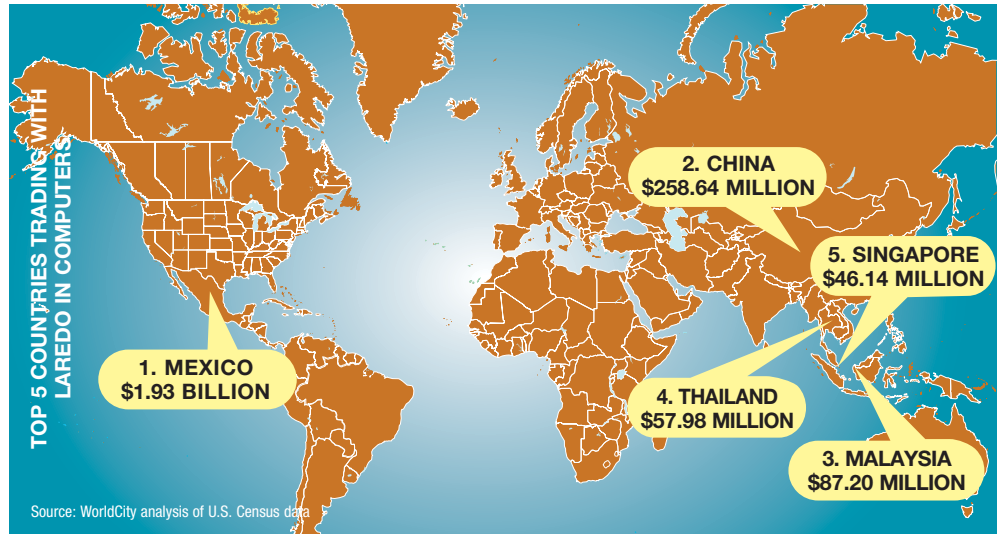 TOP 5 COUNTRIES TRADING WITH
LAREDO IN COMPUTERS
1. MEXICO
$1.93 BILLION
2. CHINA
$258.64 MILLION
5. SINGAPORE
$46.14 MILLION
4. THAILAND
$57.98 MILLION
3. MALAYSIA
$87.20 MILLION
Source: WorldCity analysis of U.S. Census data